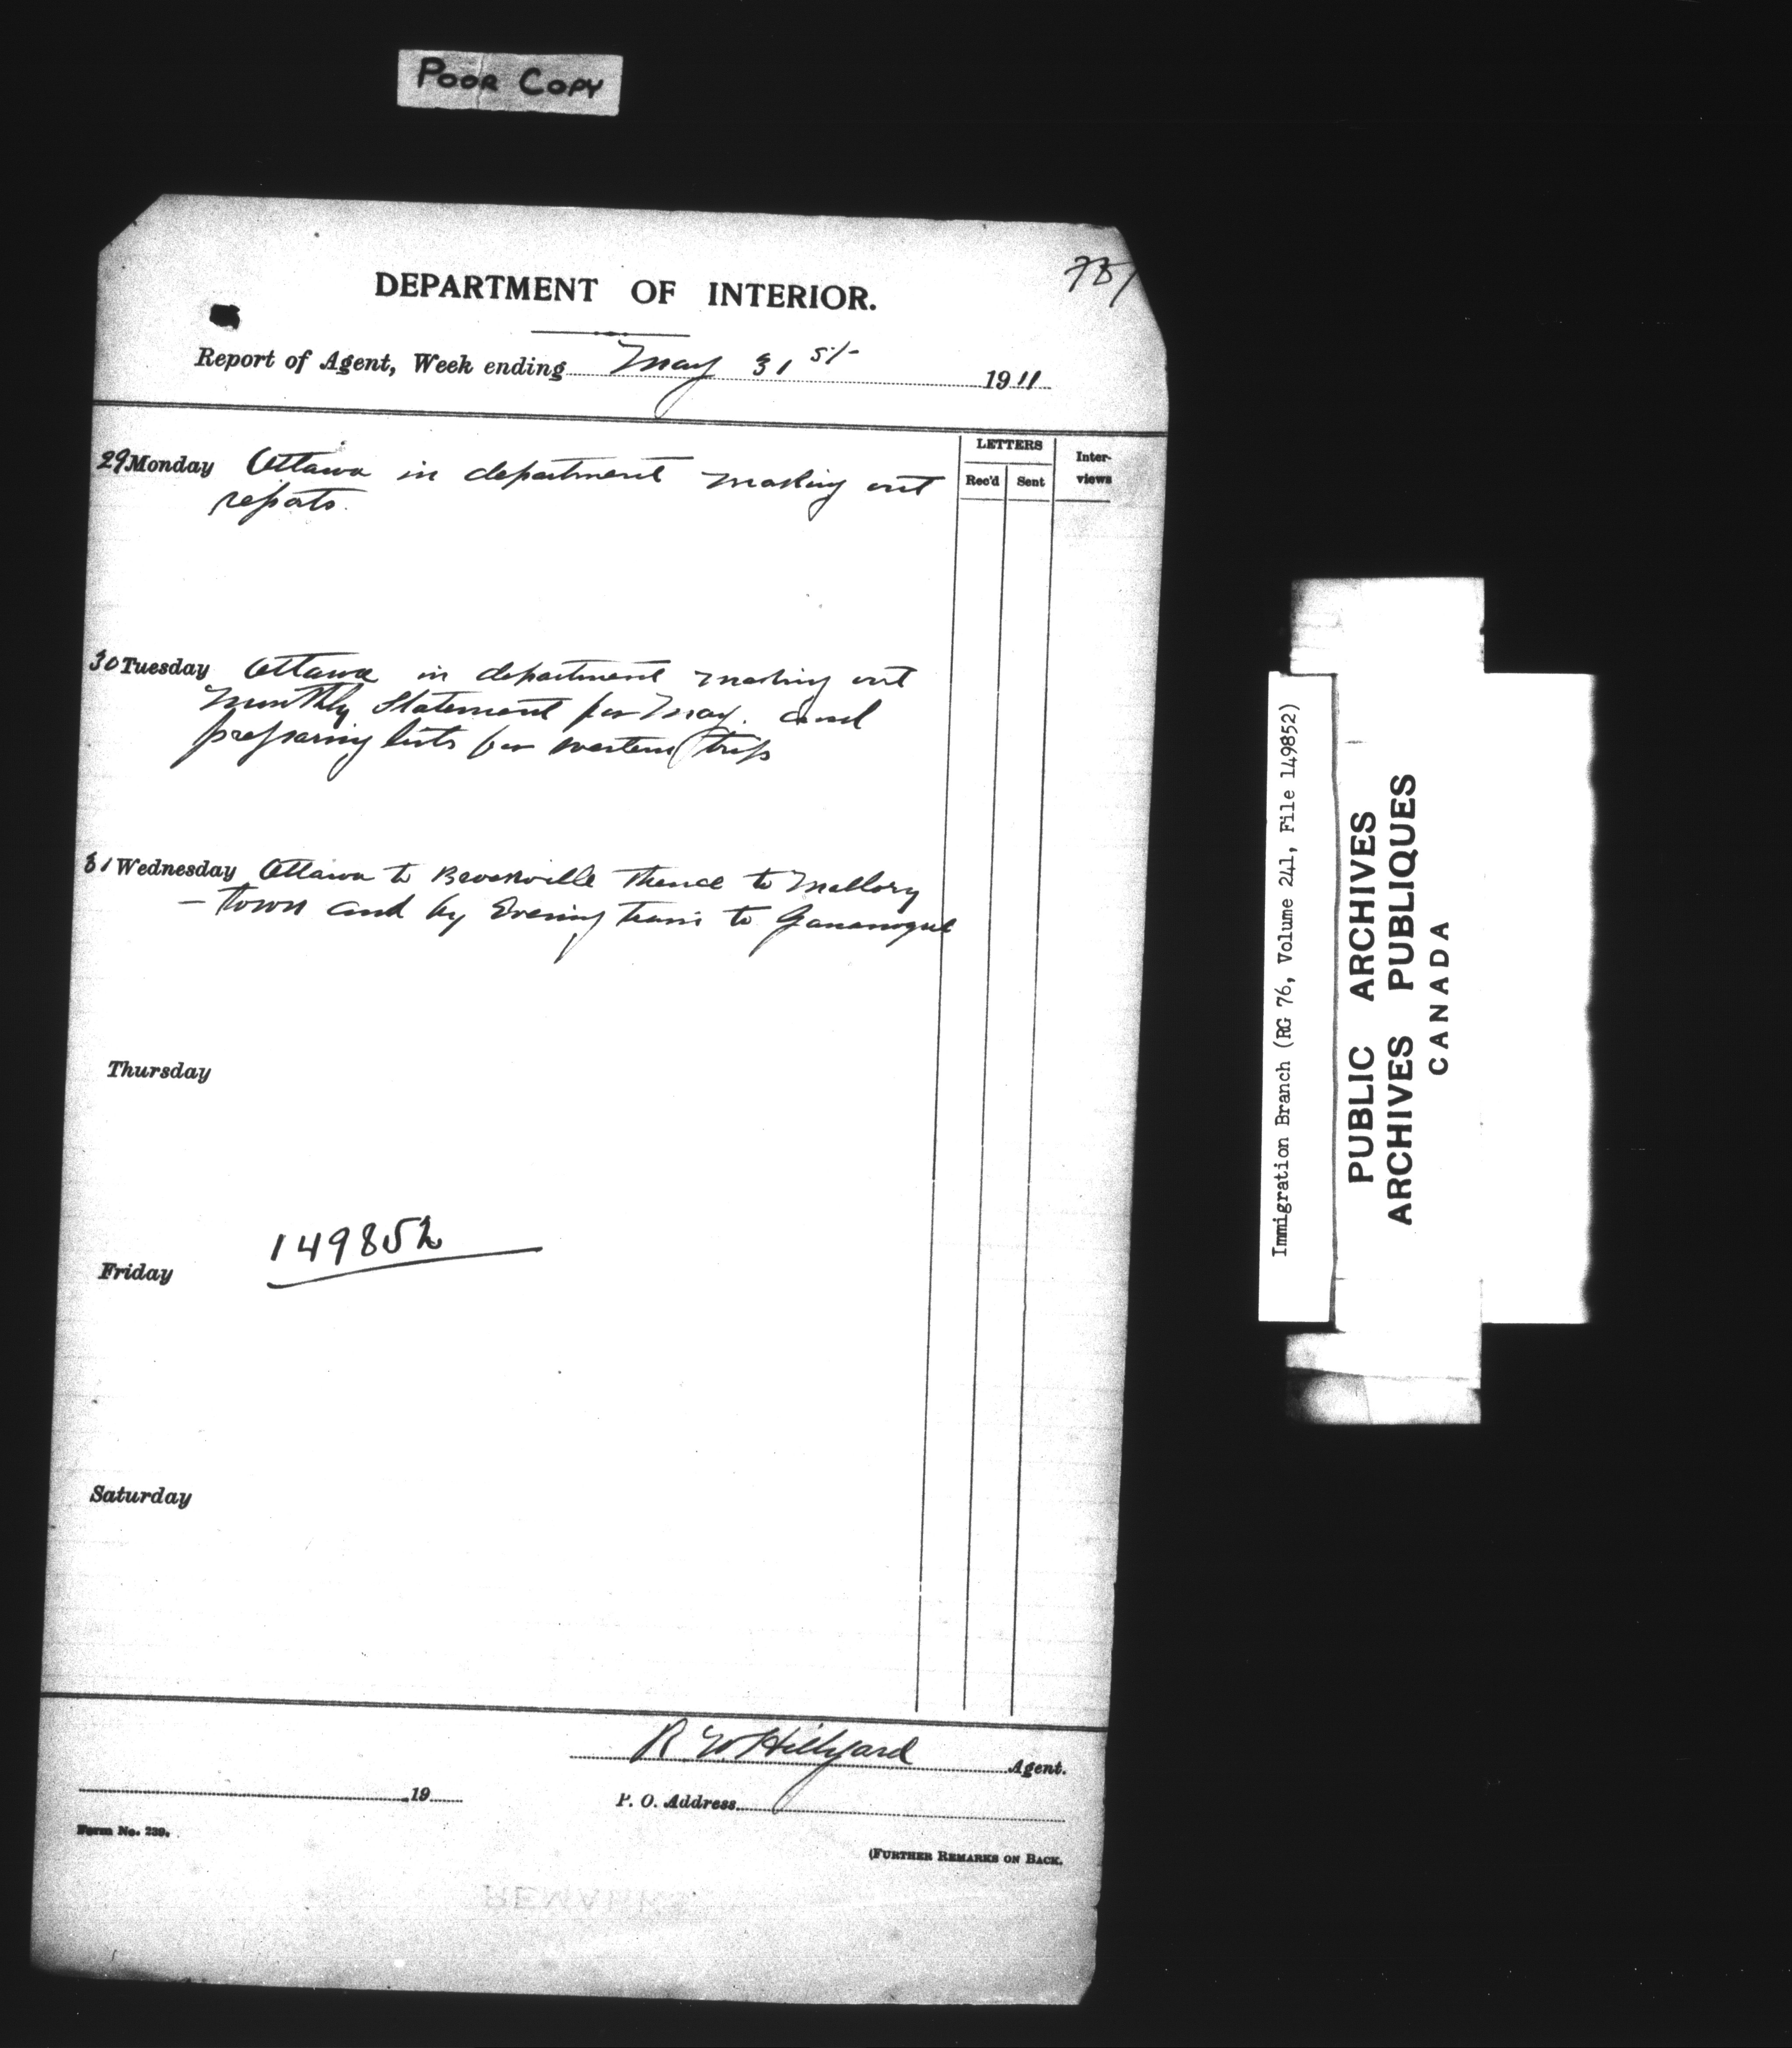 POOR COPY
DEPARTMENT OF INTERIOR.
Report of Agent, Week ending May 31st 1911
LETTERS
Rec'd Sent
Inter-
views
29 Monday Ottawa in department making out
repots.
30 Tuesday Ottawa in department making out
monthly Statement for May. and
preparing lists for western trip
31 Wednesday Ottawa to Brockville thence to Mallory
- town and by Evening train to Gananoque
Thursday
149852
Friday
Saturday
R W Hillyard Agent.
19
P. O. Address
Form No. 239.
(FURTHER REMARKS ON BACK.
REMARKS
Immigration Branch (RG 76, Volume 241, File 149852)
PUBLIC ARCHIVES
ARCHIVES PUBLIQUES
CANADA